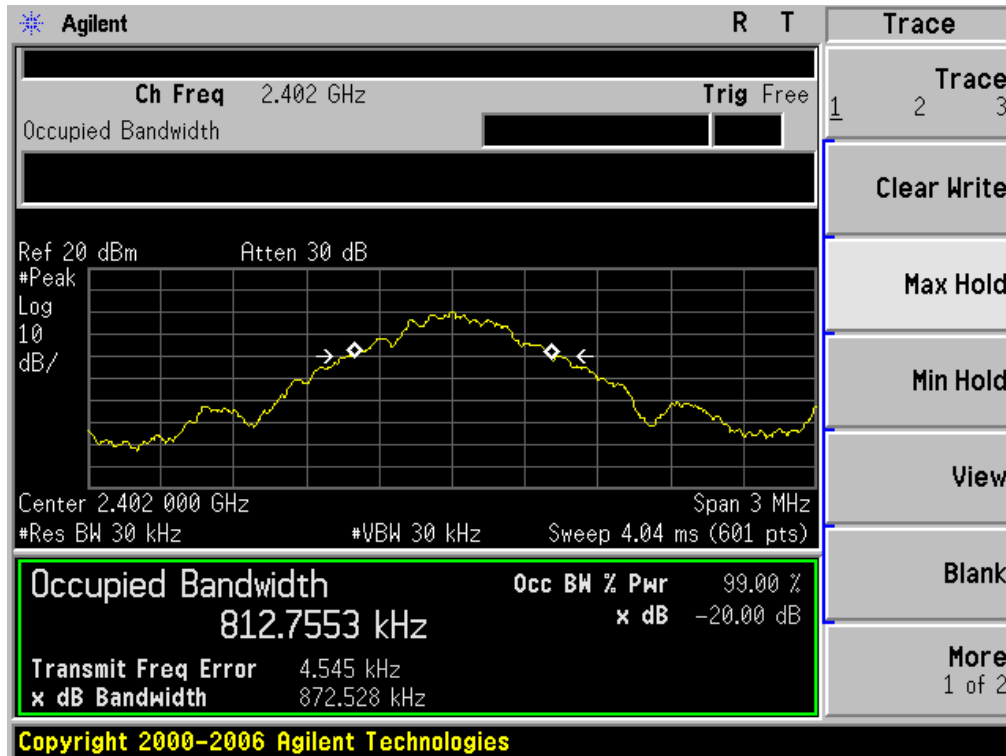 Agilent R T
Ch Freq 2.402 GHz Trig Free
Occupied Bandwidth
Ref 20 dBm Atten 30 dB
#Peak
Log
10
dB/
Center 2.402 000 GHz Span 3 MHz
#Res BW 30 kHz #VBW 30 kHz Sweep 4.04 ms (601 pts)
Occupied Bandwidth Occ BW % Pwr 99.00 %
812.7553 kHz x dB -20.00 dB
Transmit Freq Error 4.545 kHz
x dB Bandwidth 872.528 kHz
Copyright 2000-2006 Agilent Technologies
Trace
Trace
1 2 3
Clear Write
Max Hold
Min Hold
View
Blank
More
1 of 2